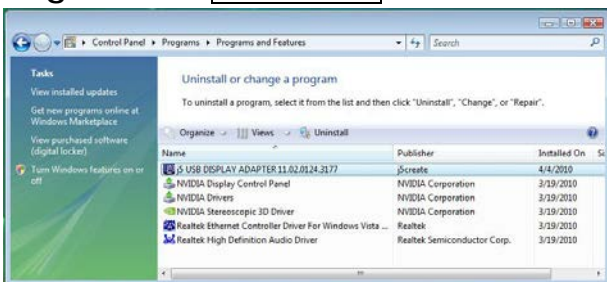 Control Panel ▸ Programs ▸ Programs and Features
Search
Tasks
View installed updates
Get new programs online at
Windows Marketplace
View purchased software
(digital locker)
Turn Windows features on or
off
Uninstall or change a program
To uninstall a program, select it from the list and then click "Uninstall", "Change", or "Repair".
Organize Views Uninstall
Name Publisher Installed On
j5 USB DISPLAY ADAPTER 11.02.0124.3177 j5create 4/4/2010
NVIDIA Display Control Panel NVIDIA Corporation 3/19/2010
NVIDIA Drivers NVIDIA Corporation 3/19/2010
NVIDIA Stereoscopic 3D Driver NVIDIA Corporation 3/19/2010
Realtek Ethernet Controller Driver For Windows Vista ... Realtek 3/19/2010
Realtek High Definition Audio Driver Realtek Semiconductor Corp. 3/19/2010